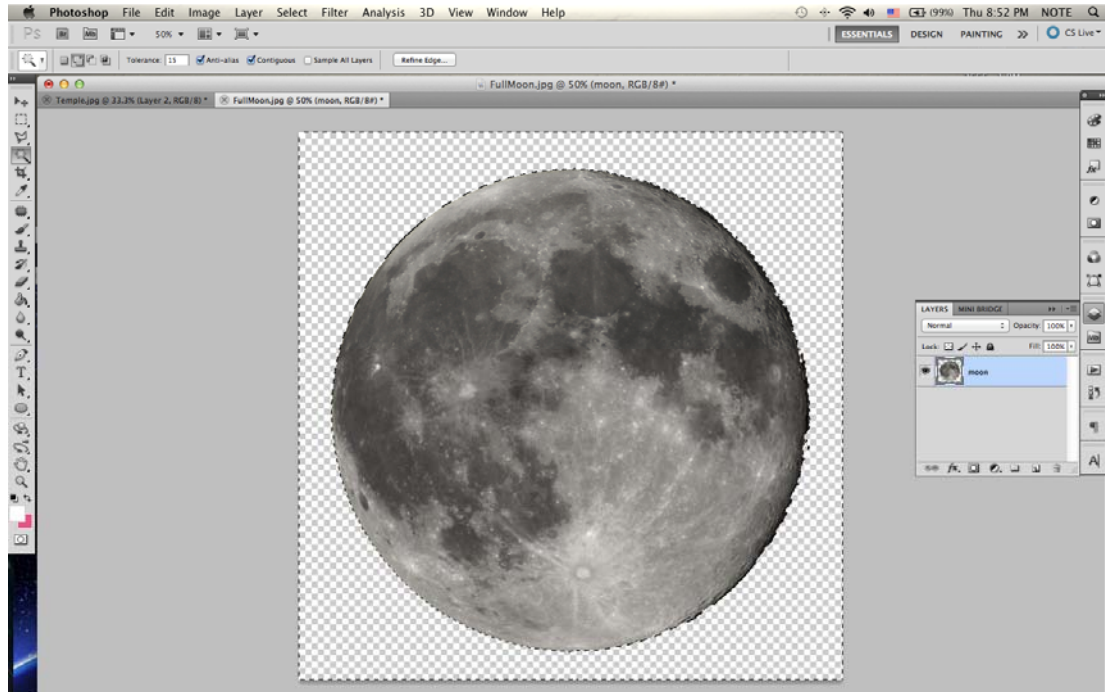 Photoshop File Edit Image Layer Select Filter Analysis 3D View Window Help (99%) Thu 8:52 PM NOTE
Ps Br Mb 50% ESSENTIALS DESIGN PAINTING CS Live
Tolerance: 15 Anti-alias Contiguous Sample All Layers Refine Edge...
FullMoon.jpg @ 50% (moon, RGB/8#) *
Temple.jpg @ 33.3% (Layer 2, RGB/8) * FullMoon.jpg @ 50% (moon, RGB/8#) *
LAYERS MINI BRIDGE
Normal Opacity: 100%
Lock: Fill: 100%
moon